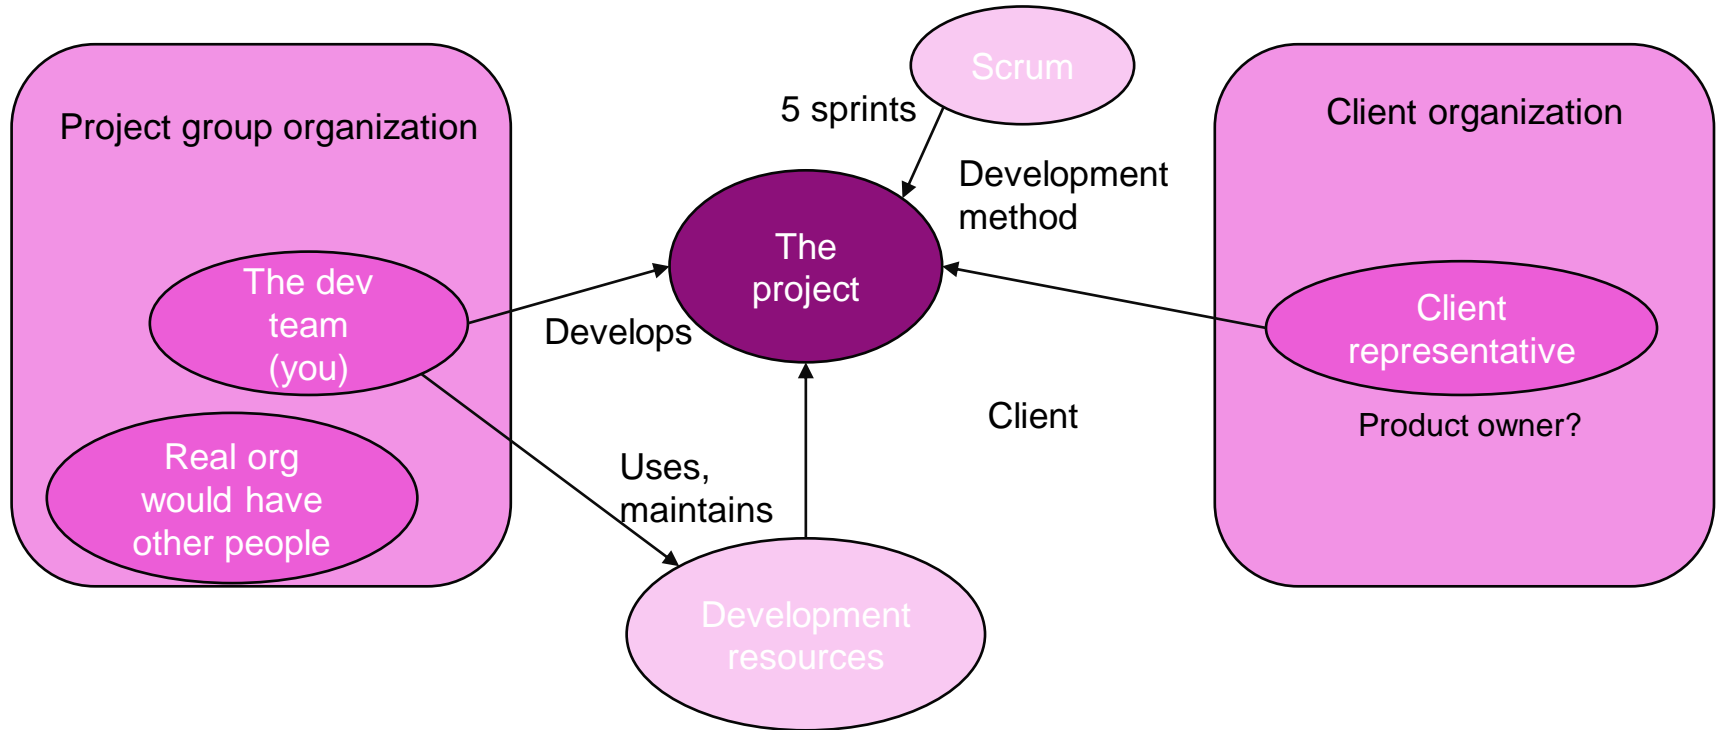 Project group organization
The dev
team
(you)
Real org
would have
other people
Scrum
5 sprints
Development
method
The
project
Develops
Uses,
maintains
Client
Development
resources
Client organization
Client
representative
Product owner?